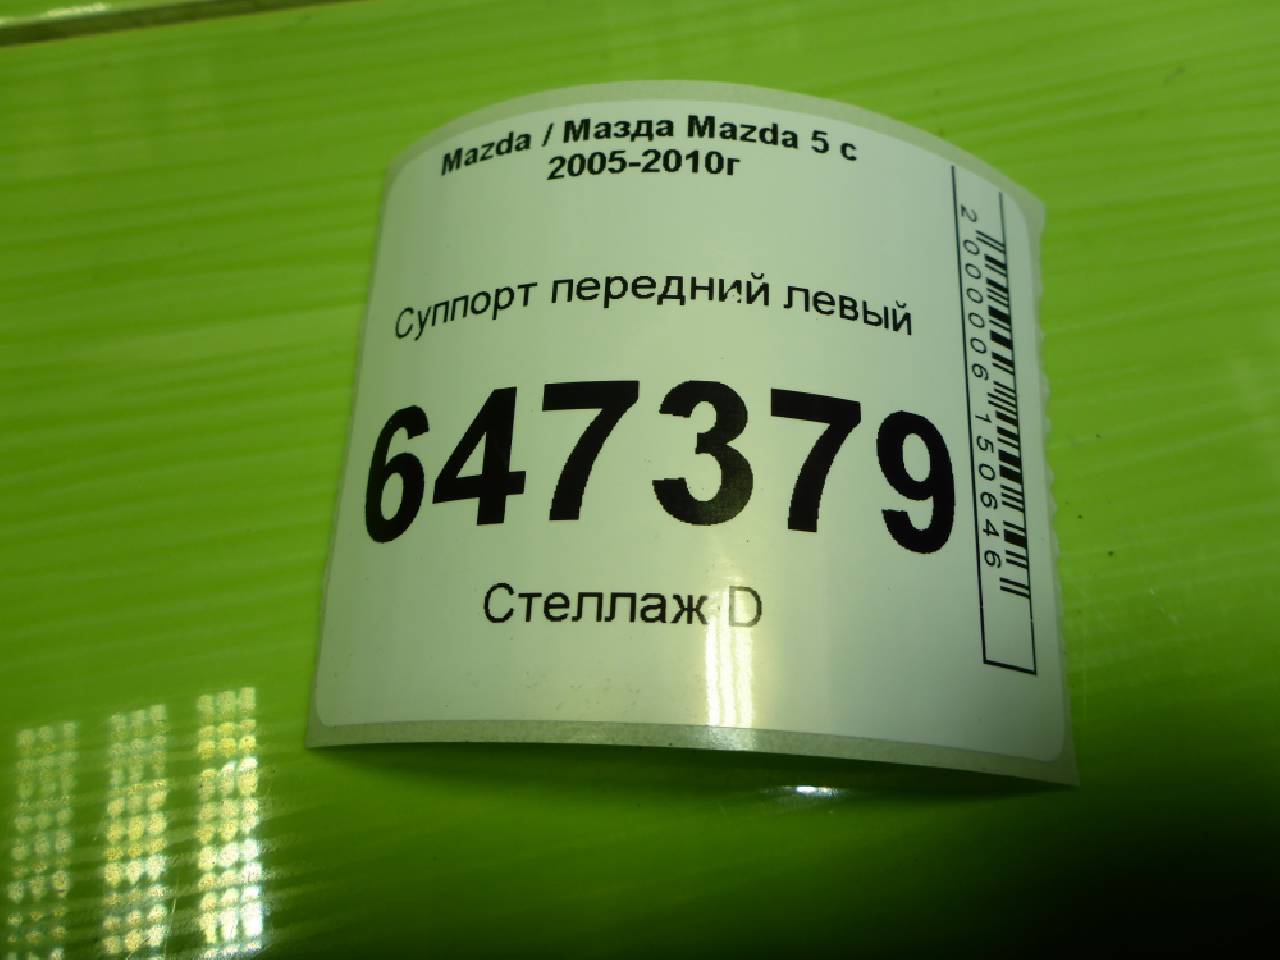 Mazda / Мазда Mazda 5 с
2005-2010г
Суппорт передний левый
647379
Стеллаж D
2000006150646